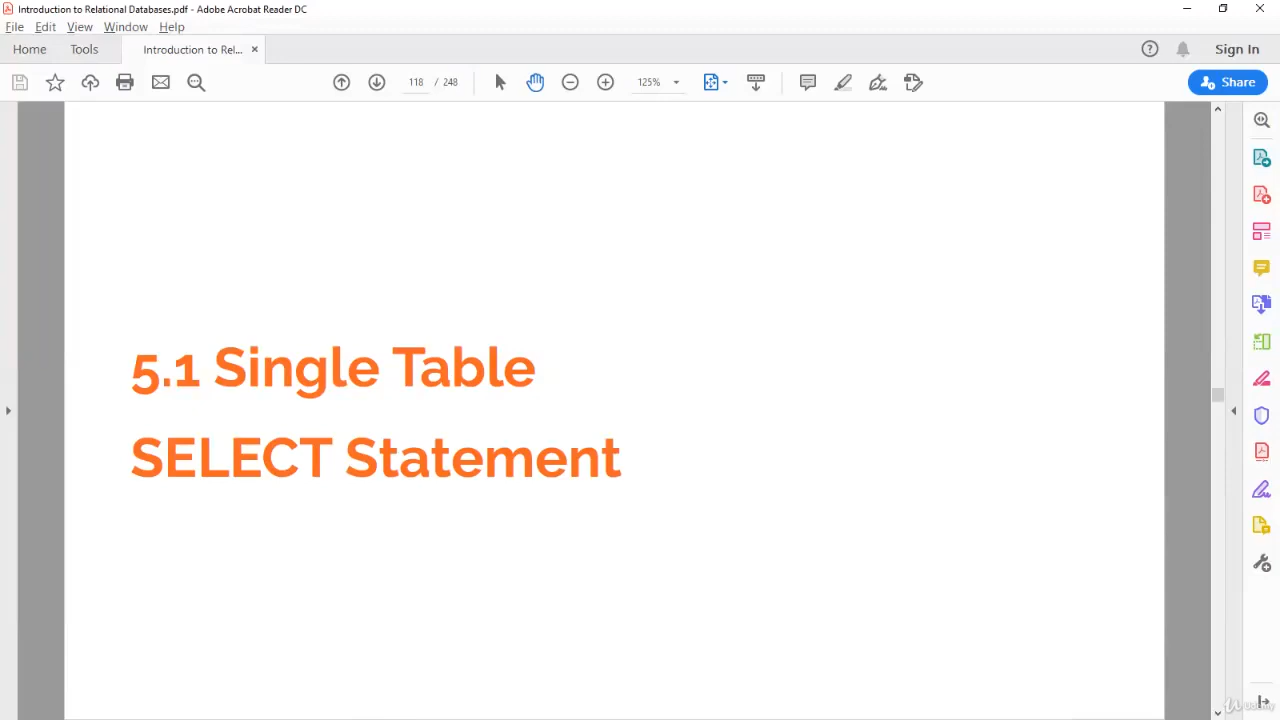 Introduction to Relational Databases.pdf - Adobe Acrobat Reader DC
File Edit View Window Help
Home Tools Introduction to Rel... × Sign In
118 / 248 125% Share
5.1 Single Table
SELECT Statement
Udemy